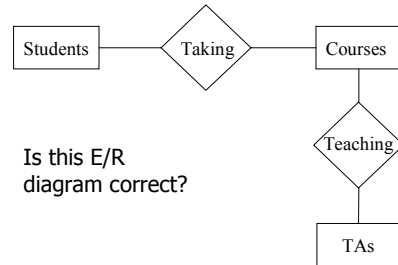 Students
Taking
Courses
Teaching
Is this E/R
diagram correct?
TAs